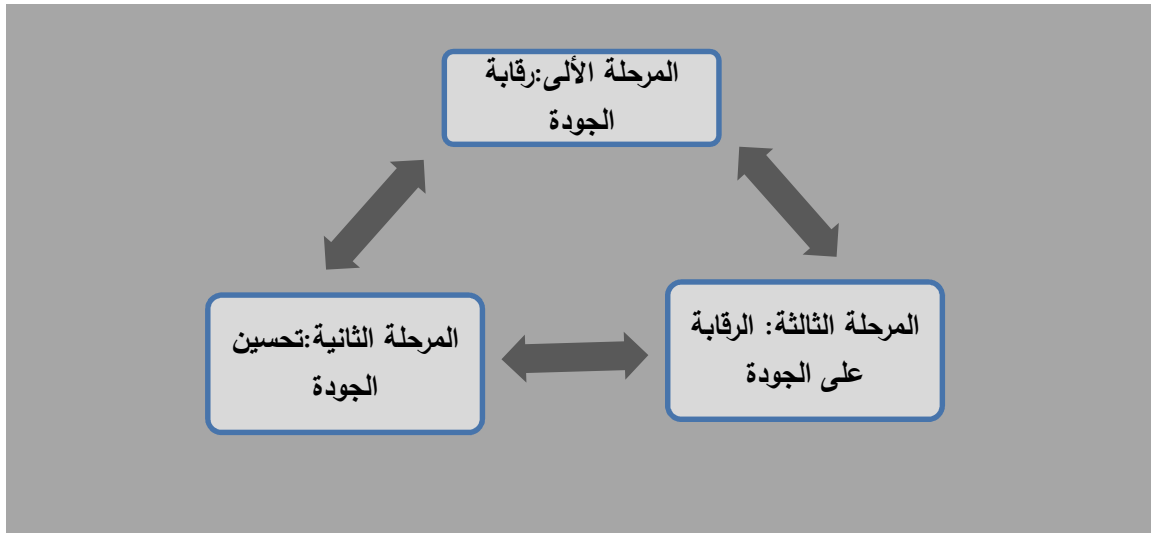 المرحلة الألى:رقابة
الجودة
المرحلة الثالثة: الرقابة
على الجودة
المرحلة الثانية:تحسين
الجودة